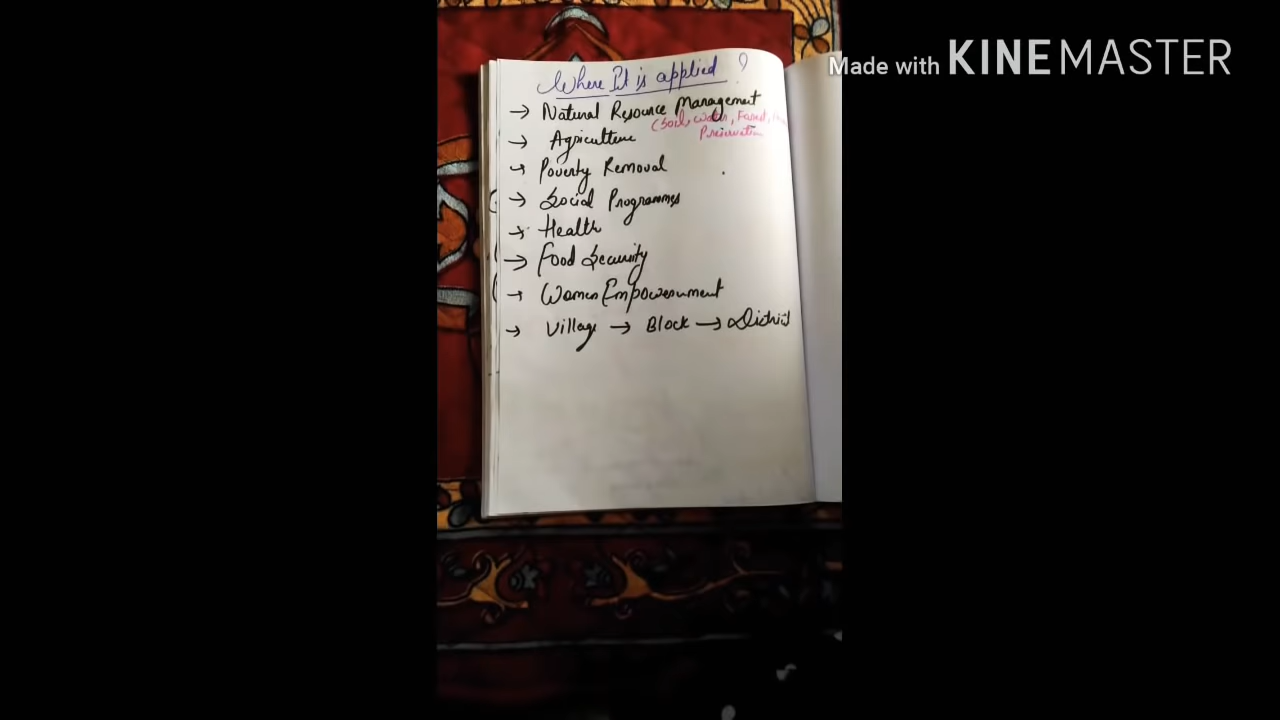 Made with KINEMASTER
Where It is applied ?
→ Natural Resource Management
(Soil, water, Forest,
Preservation
→ Agriculture
→ Poverty Removal
→ Social Programmes
→ Health
→ Food Security
→ Women Empowerment
→ Village → Block → District